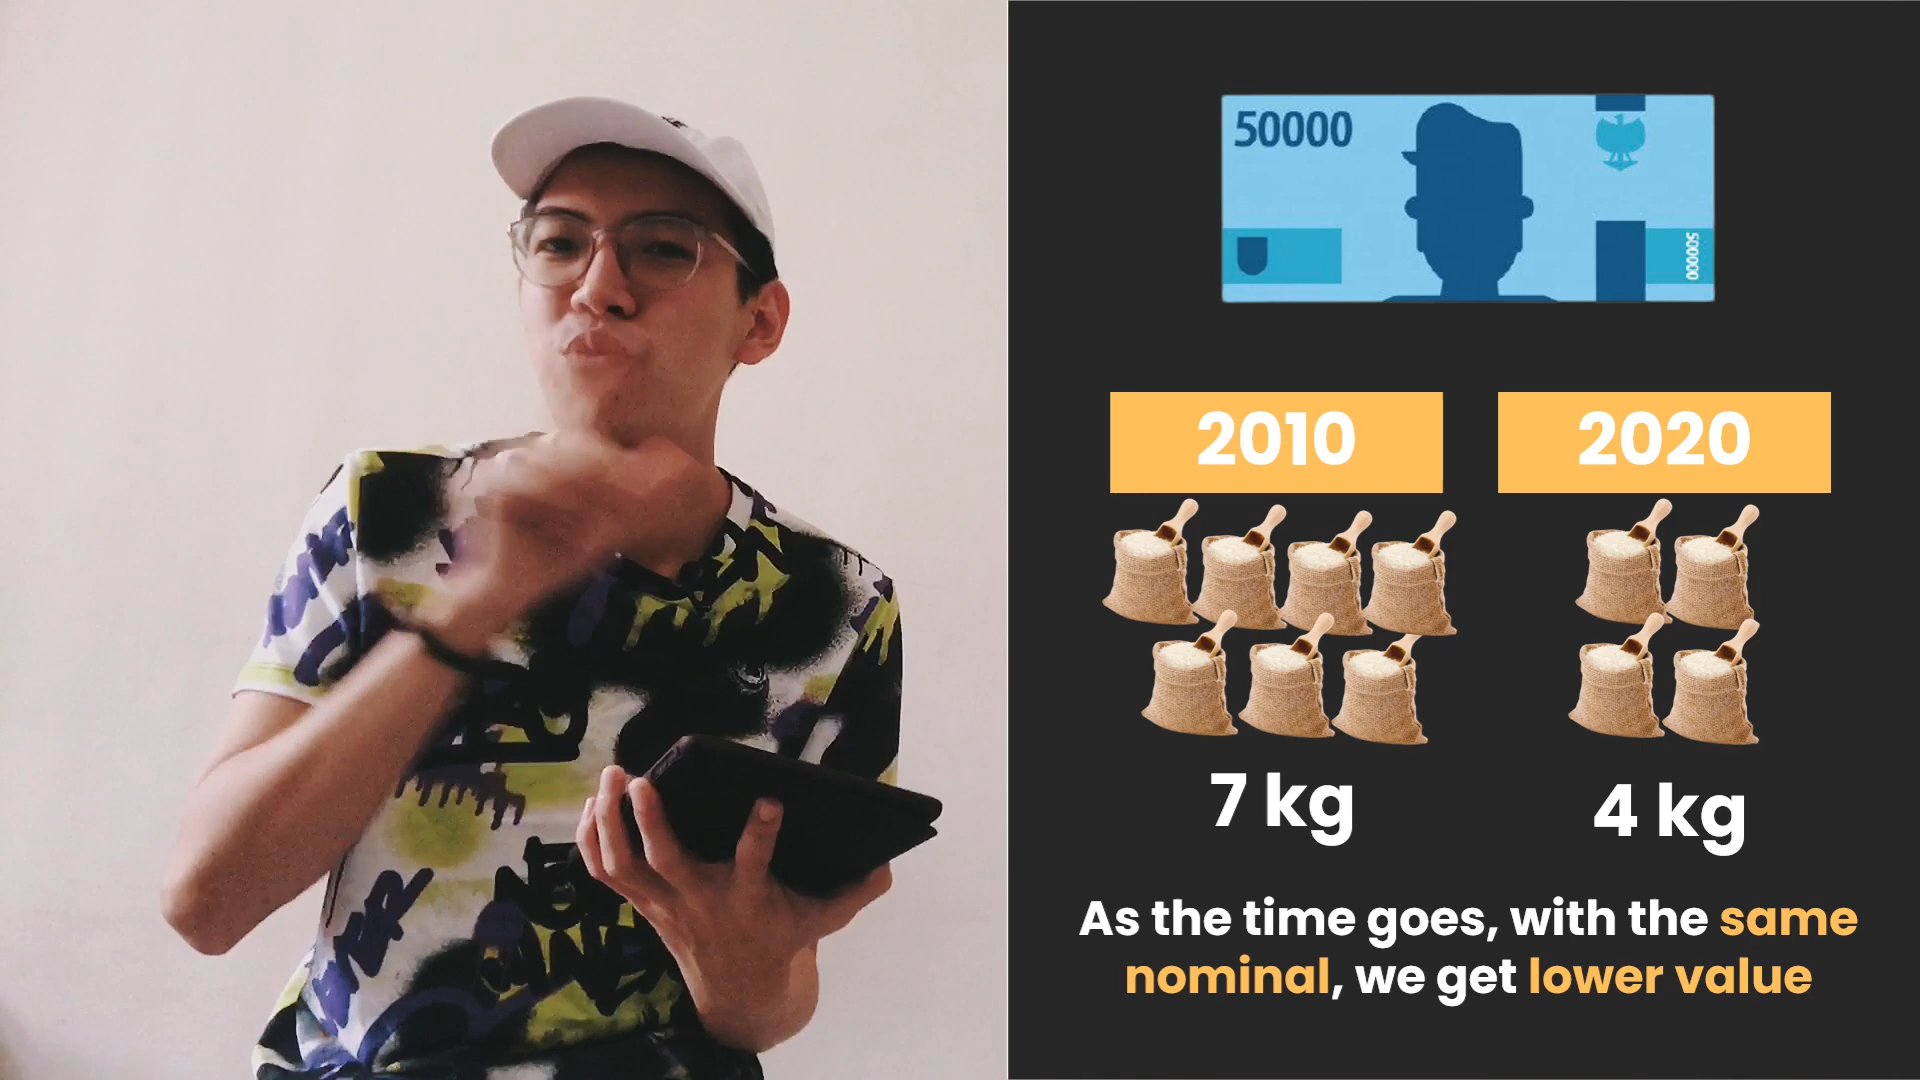 50000
500000
2010
2020
7 kg
4 kg
As the time goes, with the same
nominal, we get lower value